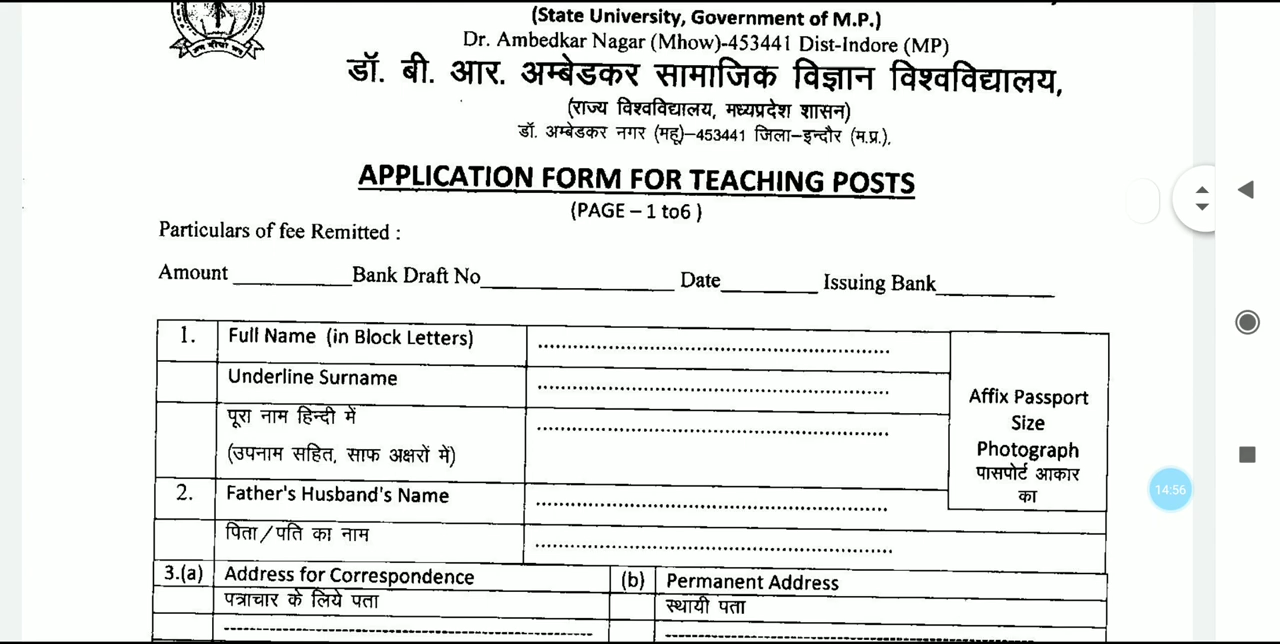 (State University, Government of M.P.)
Dr. Ambedkar Nagar (Mhow)-453441 Dist-Indore (MP)
डॉ. बी. आर. अम्बेडकर सामाजिक विज्ञान विश्वविद्यालय,
(राज्य विश्वविद्यालय, मध्यप्रदेश शासन)
डॉ. अम्बेडकर नगर (महू)–453441 जिला–इन्दौर (म.प्र.).
APPLICATION FORM FOR TEACHING POSTS
(PAGE – 1 to6 )
Particulars of fee Remitted :
Amount __________Bank Draft No________________ Date________ Issuing Bank__________
1. Full Name (in Block Letters) ..............................................................
Underline Surname ..............................................................
पूरा नाम हिन्दी में ..............................................................
(उपनाम सहित, साफ अक्षरों में)
Affix Passport
Size
Photograph
पासपोर्ट आकार
का
2. Father's Husband's Name ..............................................................
पिता/पति का नाम ..............................................................
3.(a) Address for Correspondence (b) Permanent Address
पत्राचार के लिये पता स्थायी पता
14:56